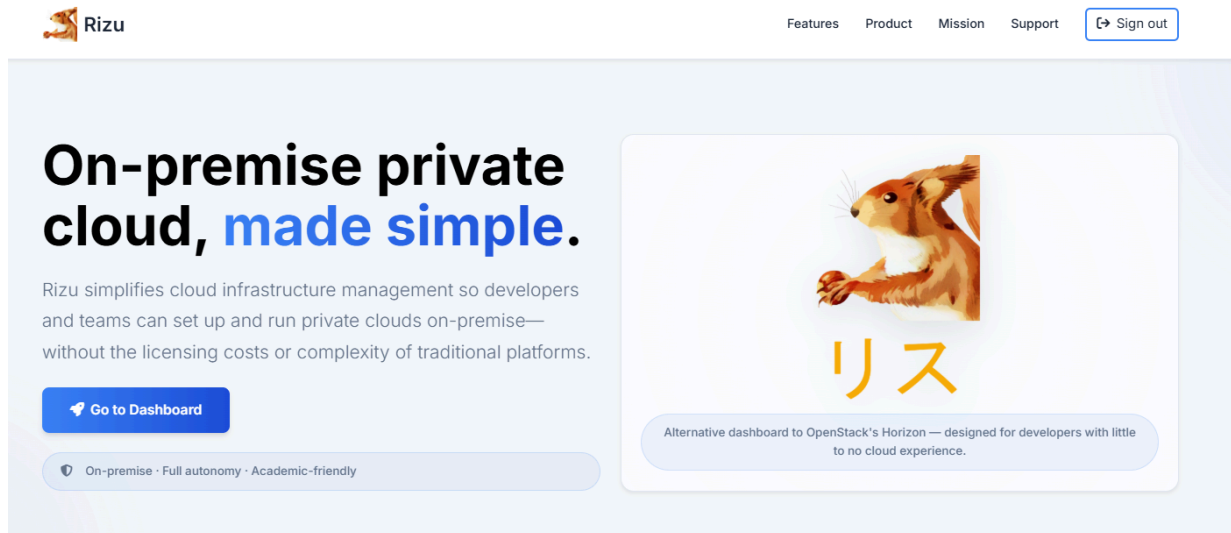 Rizu
Features
Product
Mission
Support
Sign out
On-premise private
cloud, made simple.
Rizu simplifies cloud infrastructure management so developers
and teams can set up and run private clouds on-premise—
without the licensing costs or complexity of traditional platforms.
Go to Dashboard
On-premise · Full autonomy · Academic-friendly
リス
Alternative dashboard to OpenStack's Horizon — designed for developers with little
to no cloud experience.